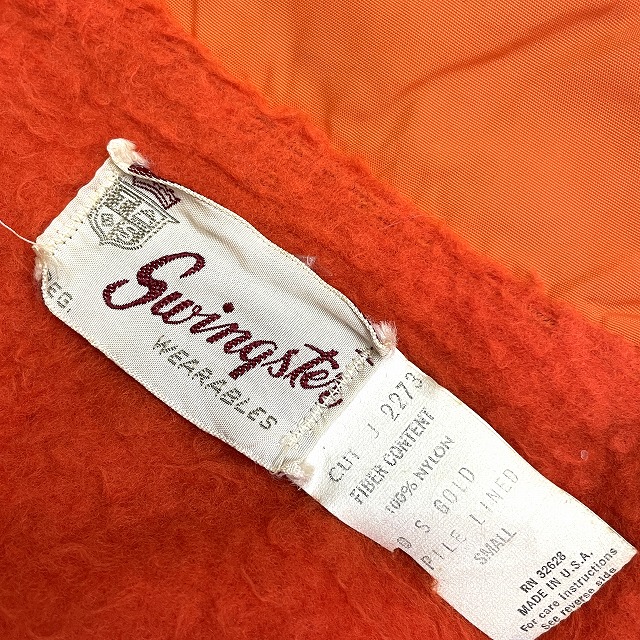 Swingster
WEARABLES
CUT J 2273
FIBER CONTENT
100% NYLON
S GOLD
PILE LINED
SMALL
RN 32628
MADE IN U.S.A.
For care instructions
See reverse side.